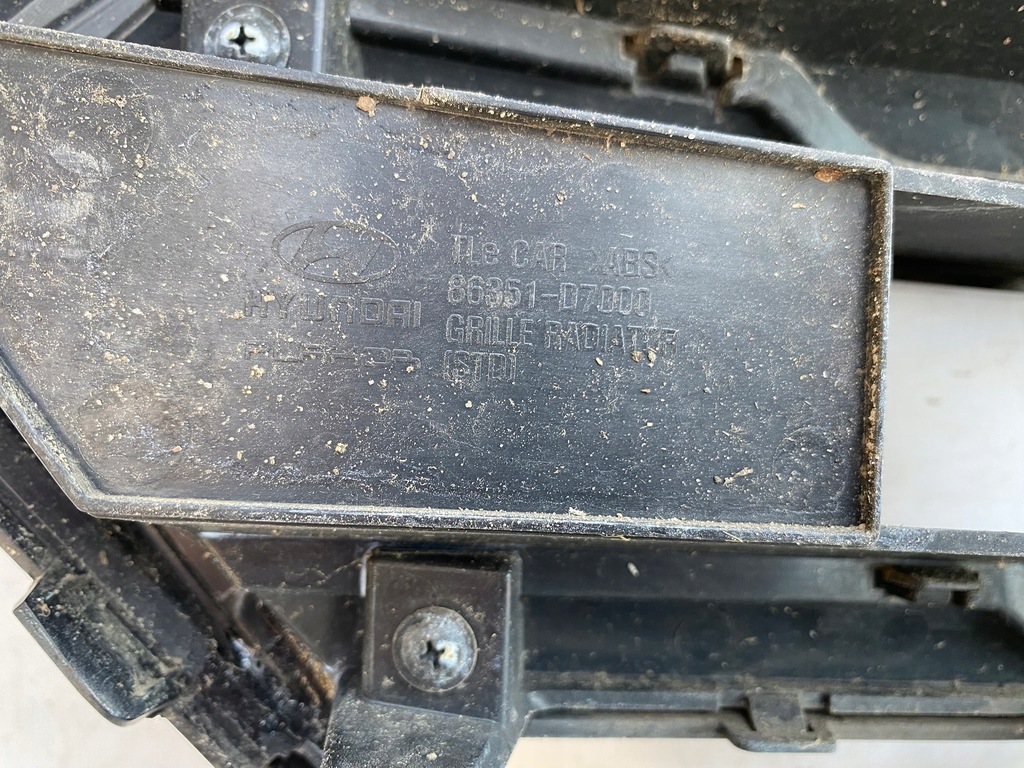 HYUNDAI
TLe CAR >ABS<
86351-D7000
GRILLE RADIATOR
(STD)